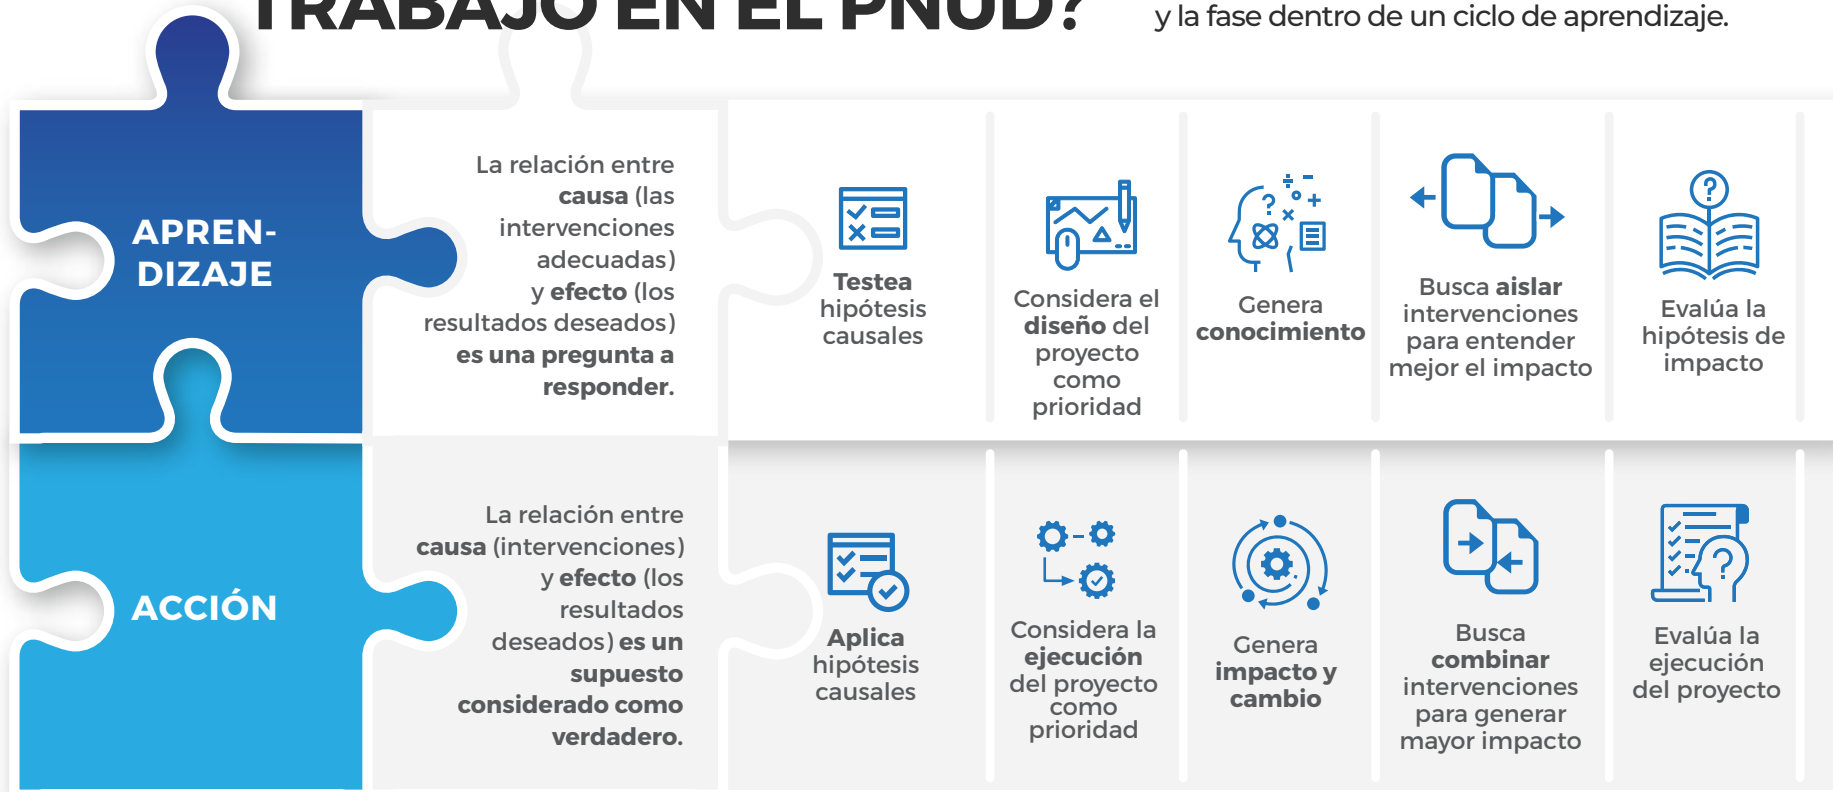 TRABAJO EN EL PNUD?
y la fase dentro de un ciclo de aprendizaje.
APREN-
DIZAJE
La relación entre
causa (las
intervenciones
adecuadas)
y efecto (los
resultados deseados)
es una pregunta a
responder.
Testea
hipótesis
causales
Considera el
diseño del
proyecto
como
prioridad
Genera
conocimiento
Busca aislar
intervenciones
para entender
mejor el impacto
Evalúa la
hipótesis de
impacto
ACCIÓN
La relación entre
causa (intervenciones)
y efecto (los
resultados
deseados) es un
supuesto
considerado como
verdadero.
Aplica
hipótesis
causales
Considera la
ejecución
del proyecto
como
prioridad
Genera
impacto y
cambio
Busca
combinar
intervenciones
para generar
mayor impacto
Evalúa la
ejecución
del proyecto